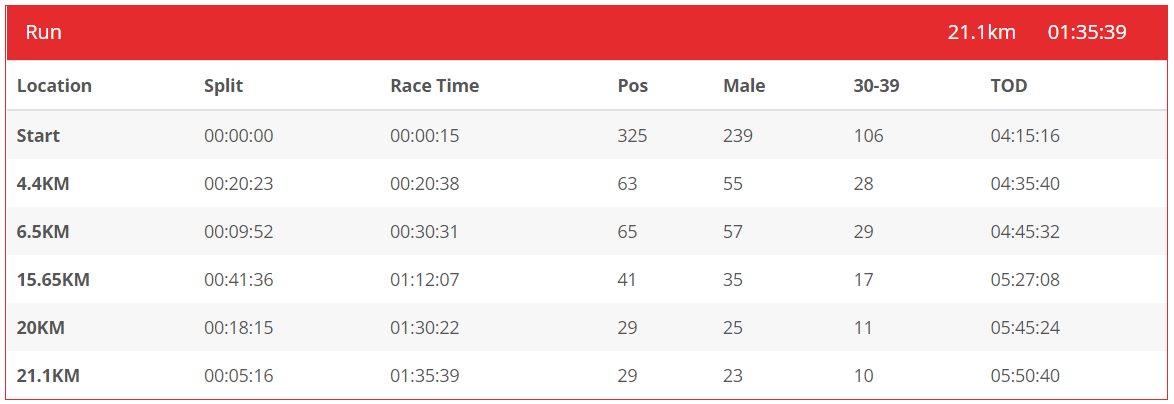 Run 21.1km 01:35:39
Location Split Race Time Pos Male 30-39 TOD
Start 00:00:00 00:00:15 325 239 106 04:15:16
4.4KM 00:20:23 00:20:38 63 55 28 04:35:40
6.5KM 00:09:52 00:30:31 65 57 29 04:45:32
15.65KM 00:41:36 01:12:07 41 35 17 05:27:08
20KM 00:18:15 01:30:22 29 25 11 05:45:24
21.1KM 00:05:16 01:35:39 29 23 10 05:50:40